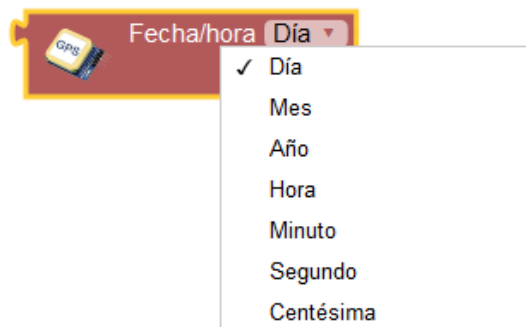 GPS
Fecha/hora Día
✓ Día
Mes
Año
Hora
Minuto
Segundo
Centésima